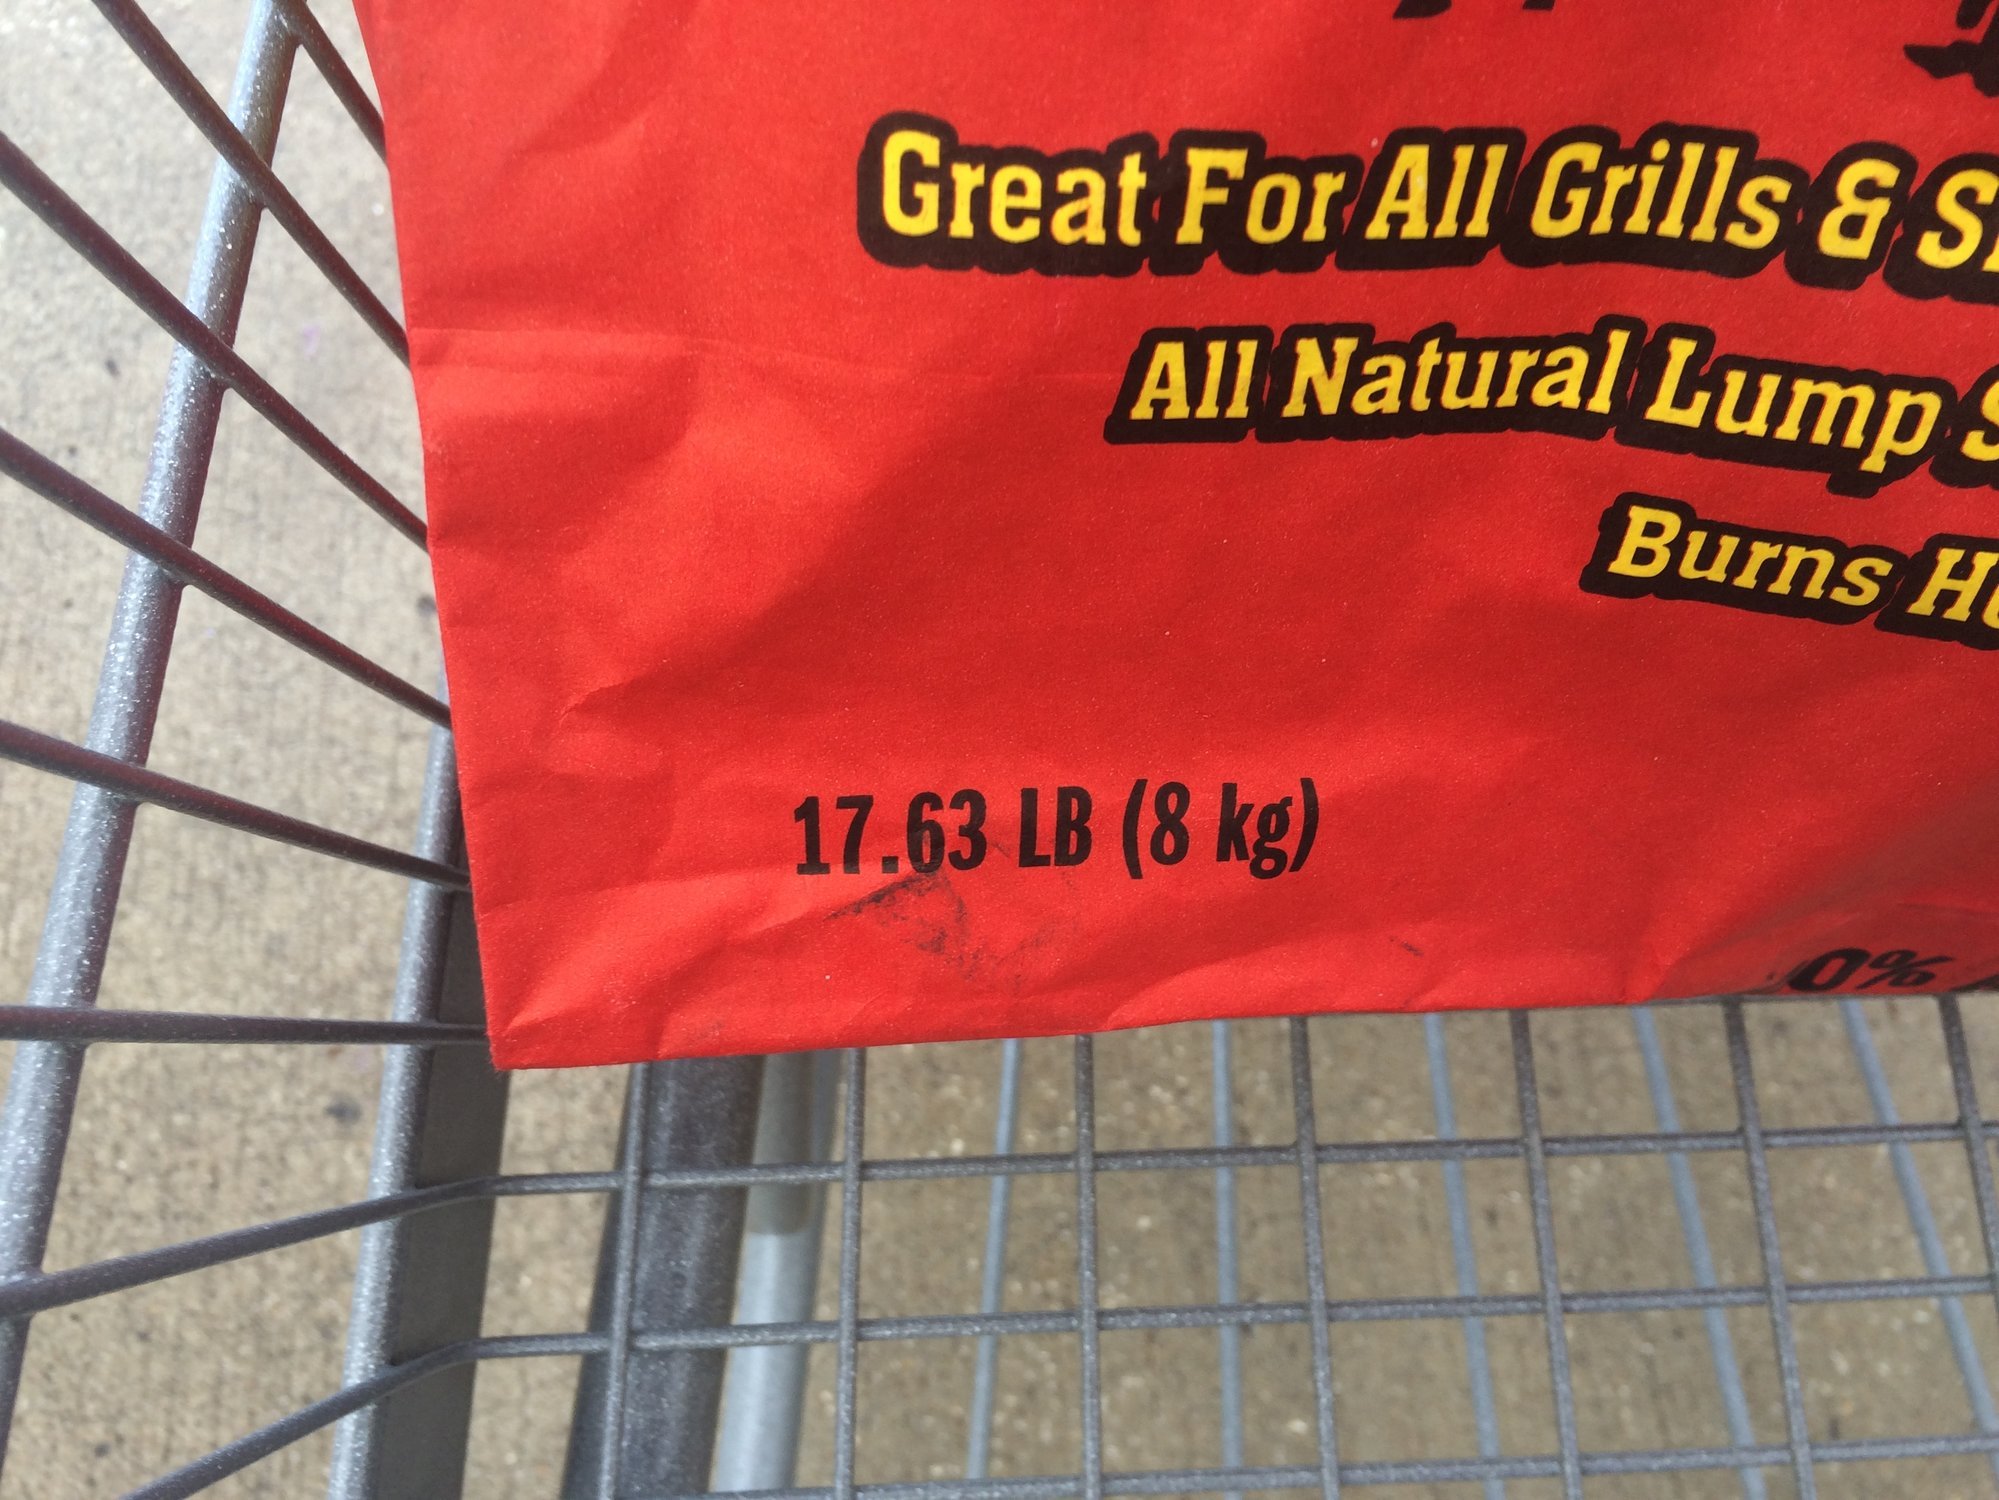 Great For All Grills &
All Natural Lump
Burns
17.63 LB (8 kg)